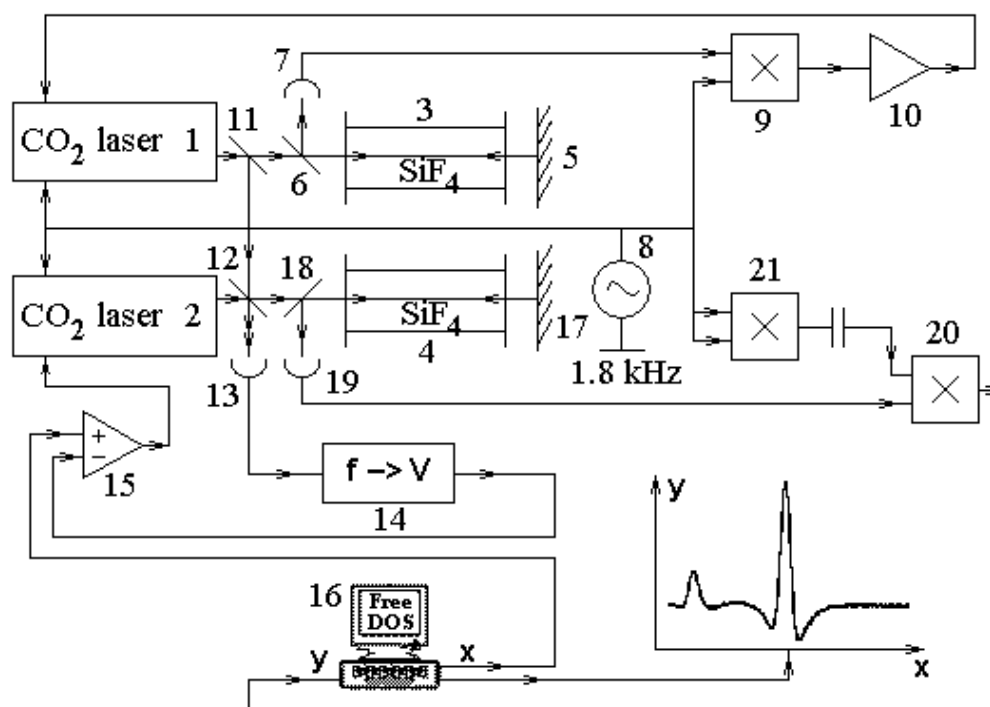 7
9
10
CO2 laser 1
11
6
3
SiF4
5
8
1.8 kHz
CO2 laser 2
12
18
SiF4
4
17
21
20
13
19
+
−
15
f −> V
14
16
Free
DOS
y
x
y
x